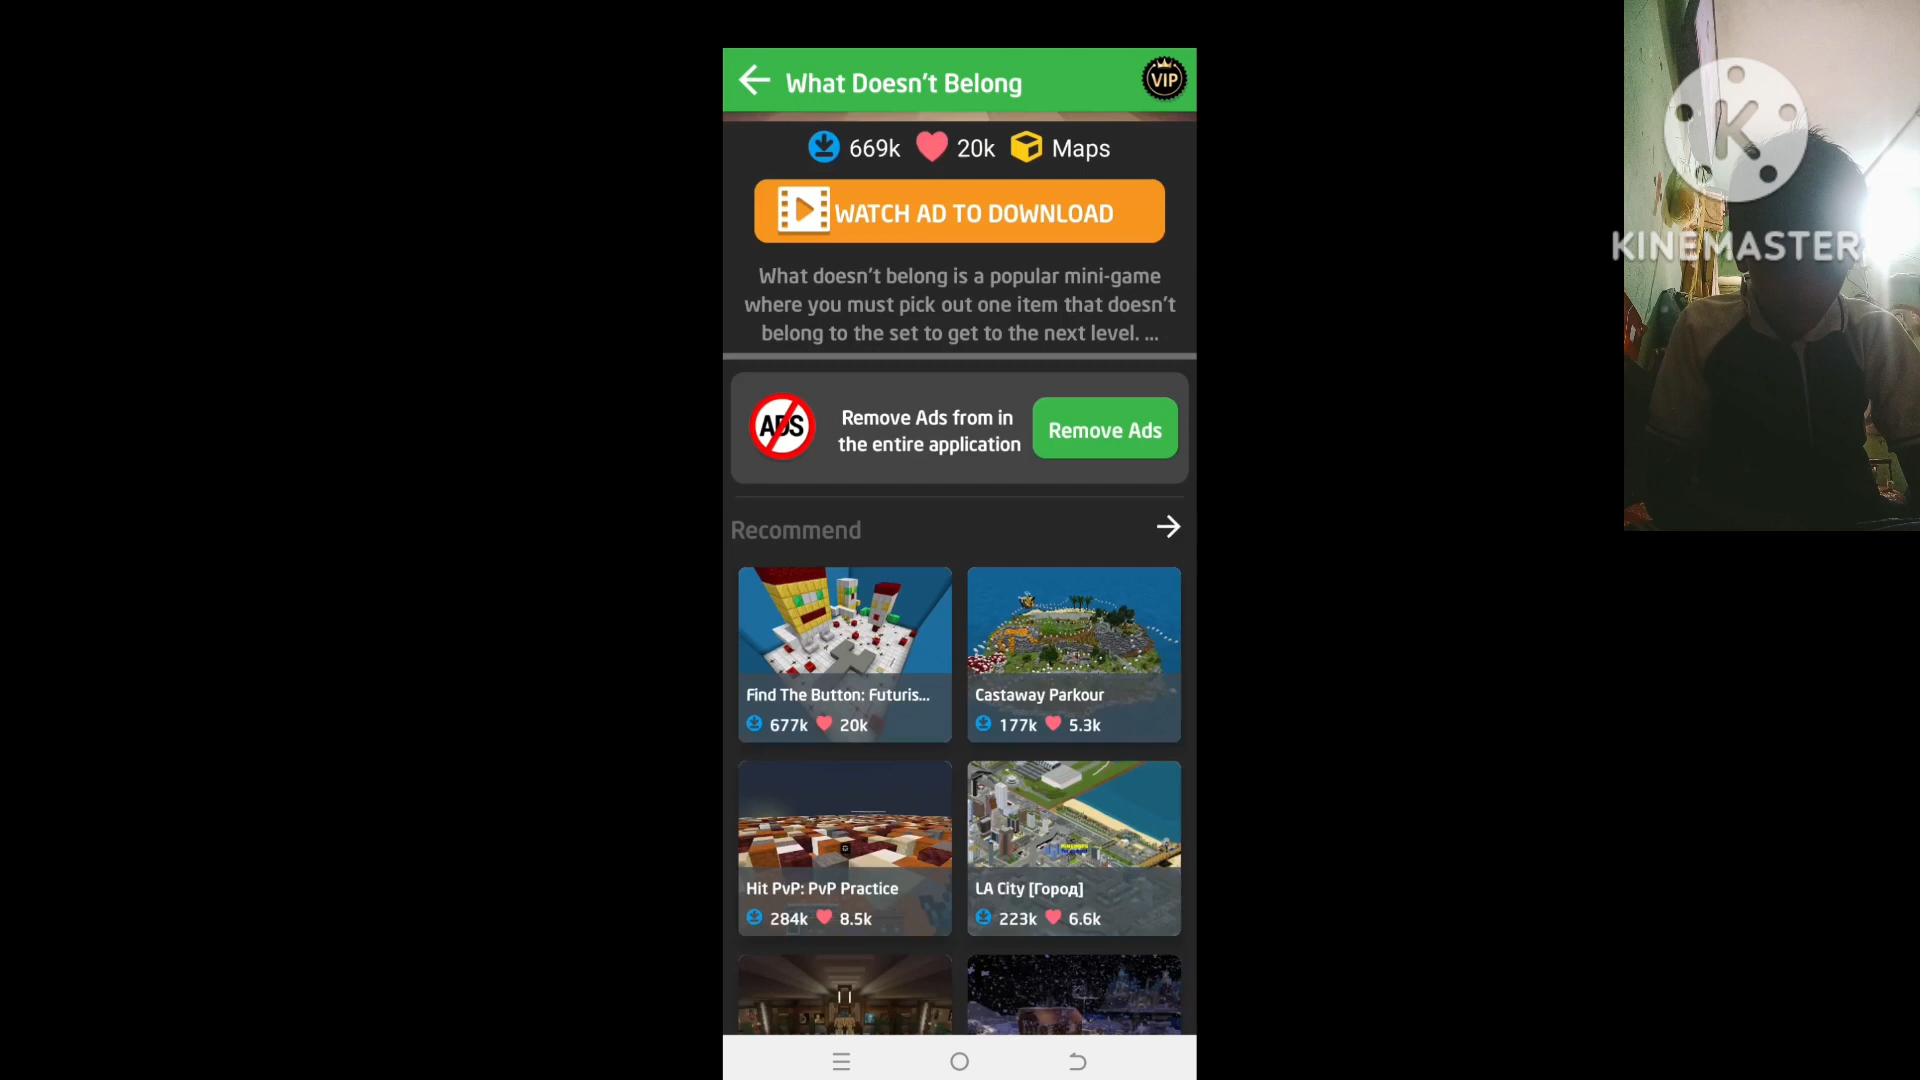 What Doesn't Belong
VIP
669k 20k Maps
WATCH AD TO DOWNLOAD
What doesn't belong is a popular mini-game
where you must pick out one item that doesn't
belong to the set to get to the next level. ...
ADS
Remove Ads from in
the entire application
Remove Ads
Recommend
Find The Button: Futuris...
677k 20k
Castaway Parkour
177k 5.3k
Hit PvP: PvP Practice
284k 8.5k
LA City [Город]
223k 6.6k
K
KINEMASTER